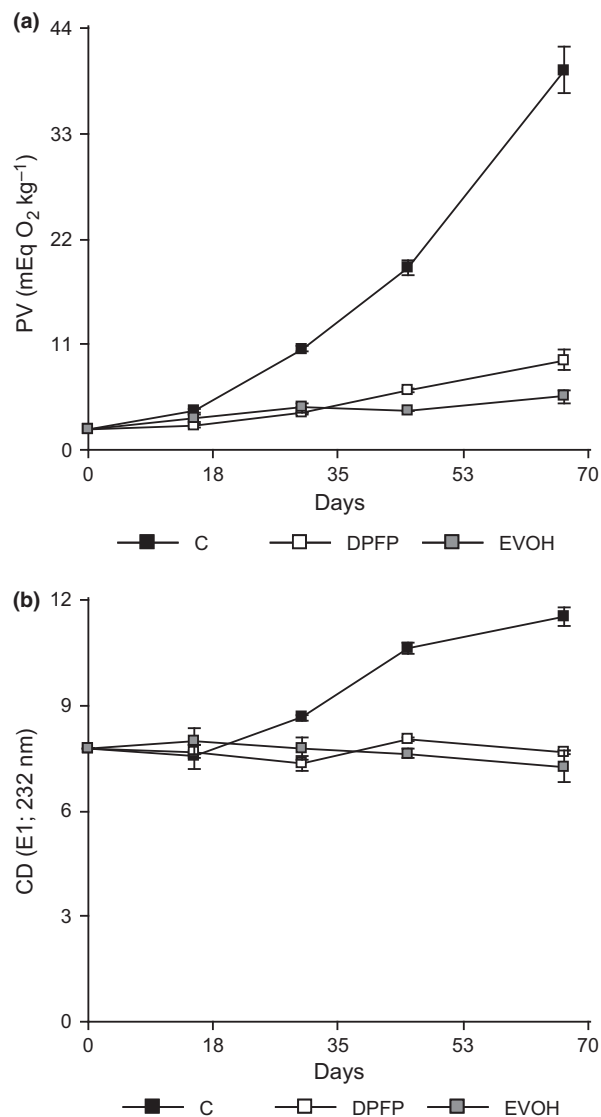 (a)
44
33
22
11
0
PV (mEq O₂ kg⁻¹)
0 18 35 53 70
Days
C DPFP EVOH
(b)
12
9
6
3
0
CD (E1; 232 nm)
0 18 35 53 70
Days
C DPFP EVOH